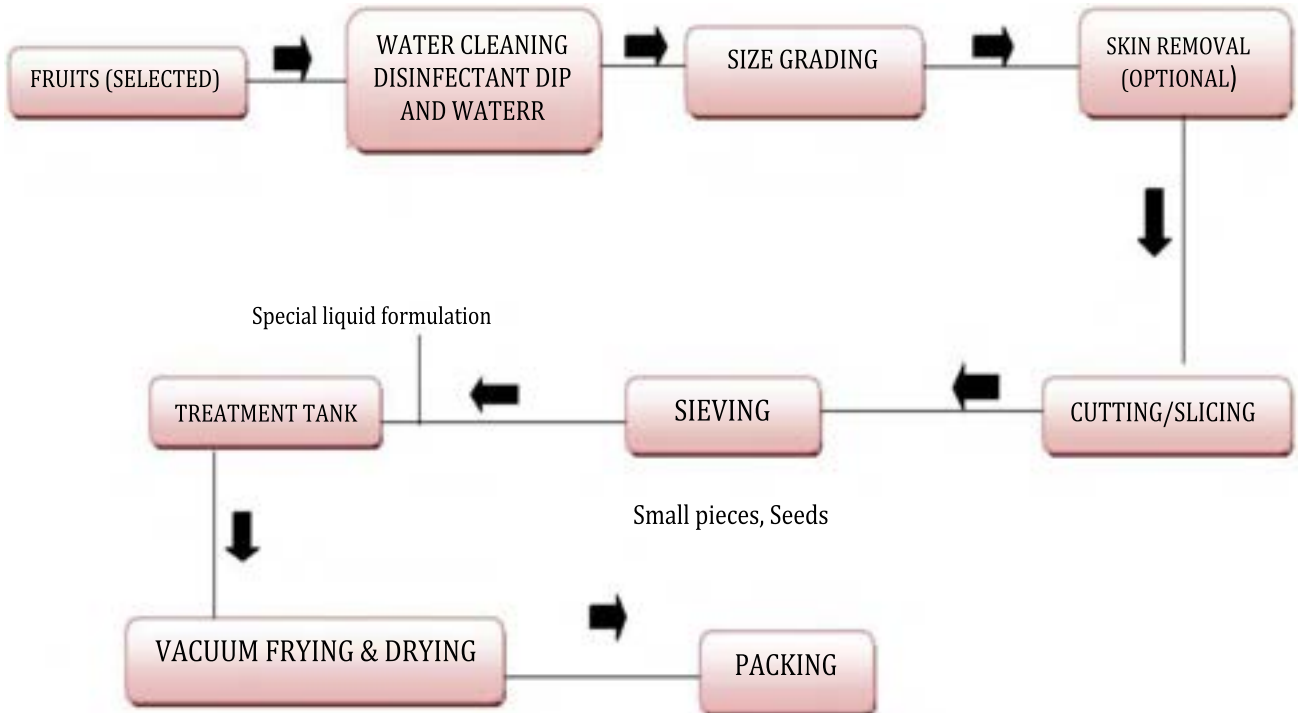 FRUITS (SELECTED)
WATER CLEANING
DISINFECTANT DIP
AND WATERR
SIZE GRADING
SKIN REMOVAL
(OPTIONAL)
CUTTING/SLICING
SIEVING
Small pieces, Seeds
Special liquid formulation
TREATMENT TANK
VACUUM FRYING & DRYING
PACKING